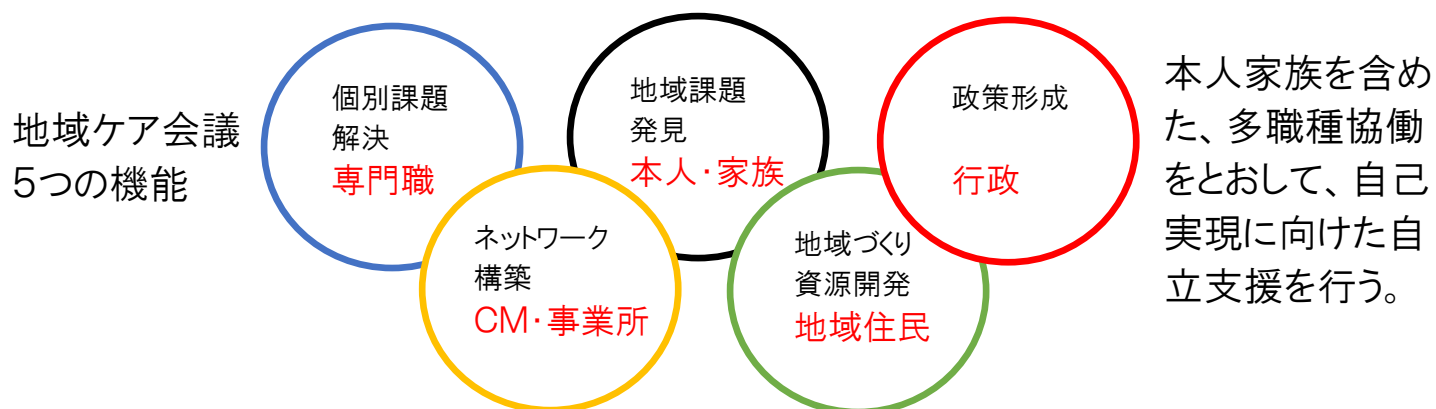 地域ケア会議
5つの機能
個別課題
解決
専門職
ネットワーク
構築
CM・事業所
地域課題
発見
本人・家族
地域づくり
資源開発
地域住民
政策形成
行政
本人家族を含め
た、多職種協働
をとおして、自己
実現に向けた自
立支援を行う。